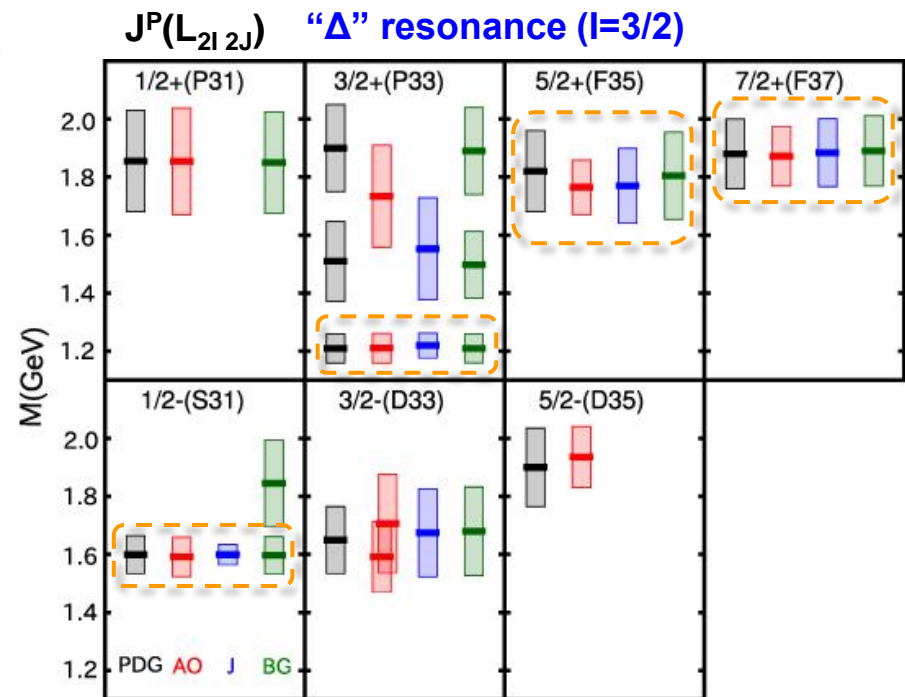 Jᴾ(L₂I ₂J) “Δ” resonance (I=3/2)
1/2+(P31) 3/2+(P33) 5/2+(F35) 7/2+(F37)
2.0
1.8
1.6
1.4
1.2
M(GeV)
1/2-(S31) 3/2-(D33) 5/2-(D35)
2.0
1.8
1.6
1.4
1.2
PDG AO J BG